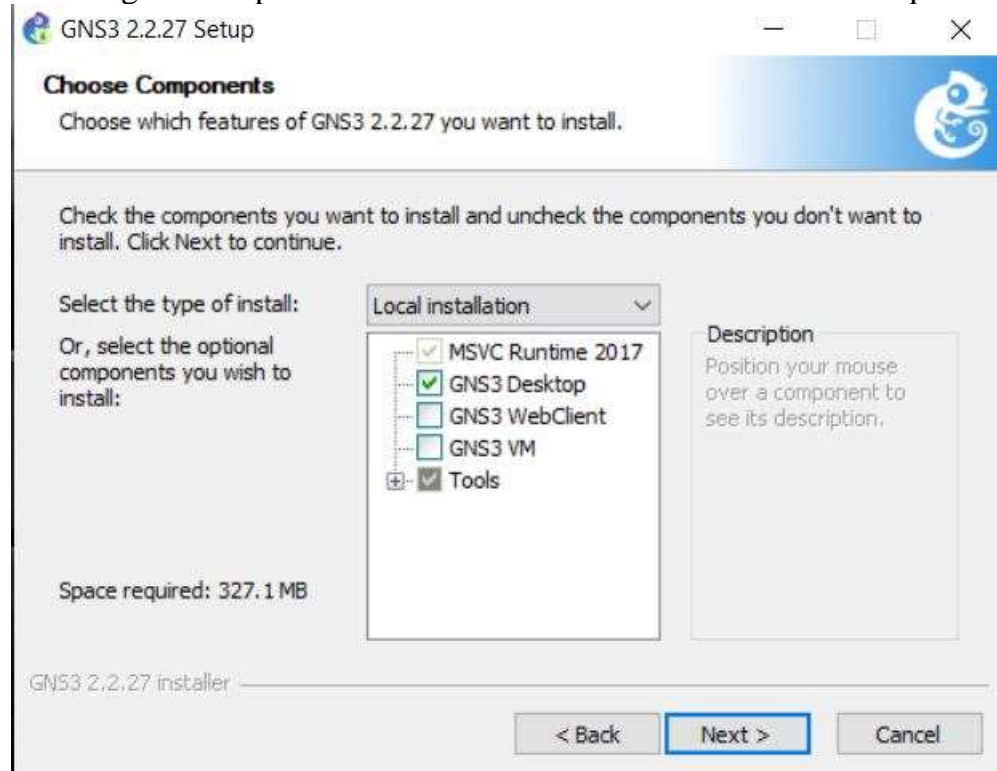 GNS3 2.2.27 Setup
Choose Components
Choose which features of GNS3 2.2.27 you want to install.
Check the components you want to install and uncheck the components you don't want to
install. Click Next to continue.
Select the type of install:
Local installation
Or, select the optional
components you wish to
install:
MSVC Runtime 2017
GNS3 Desktop
GNS3 WebClient
GNS3 VM
Tools
Description
Position your mouse
over a component to
see its description.
Space required: 327.1 MB
GNS3 2.2.27 installer
< Back
Next >
Cancel